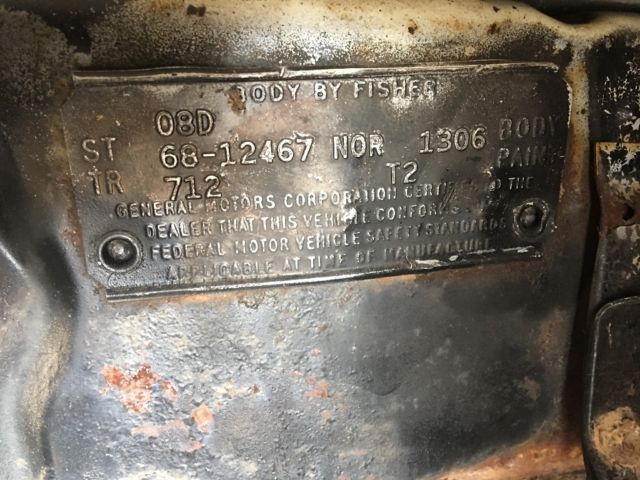 BODY BY FISHER
08D
ST 68-12467 NOR 1306 BODY
TR 712 T2 PAINT
GENERAL MOTORS CORPORATION CERTIFIES TO THE
DEALER THAT THIS VEHICLE CONFORMS
FEDERAL MOTOR VEHICLE SAFETY STANDARDS
APPLICABLE AT TIME OF MANUFACTURE